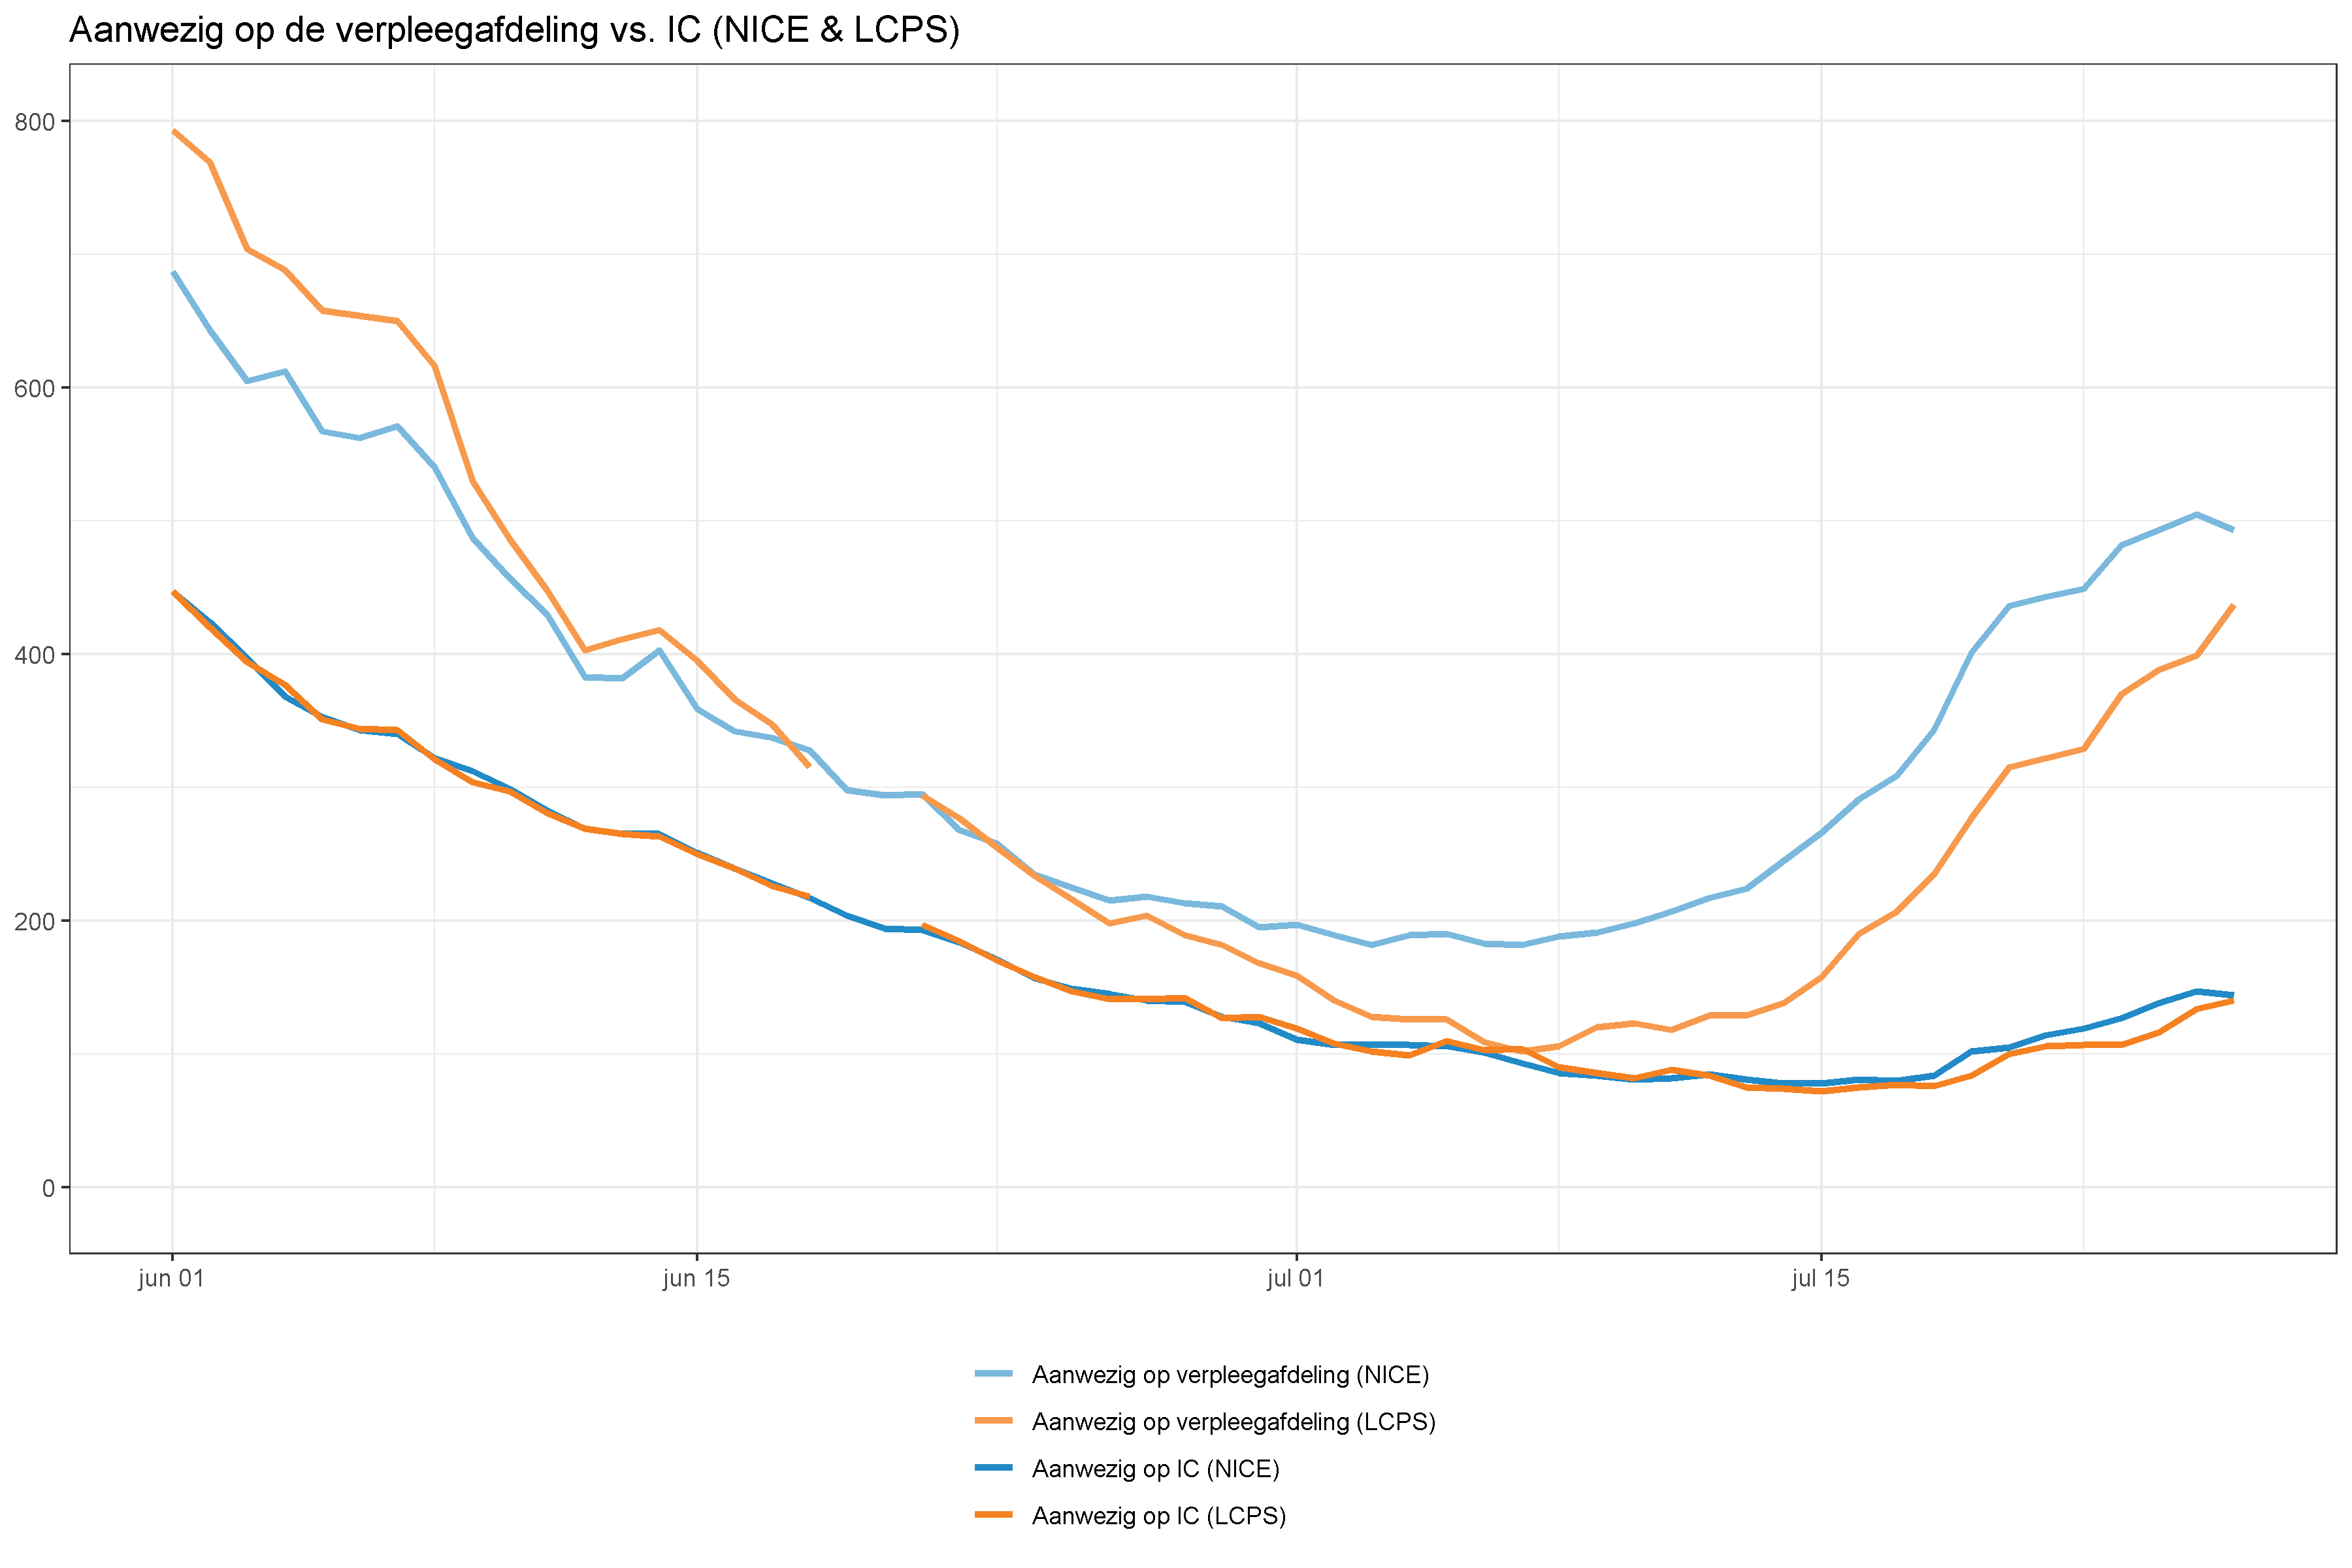 Aanwezig op de verpleegafdeling vs. IC (NICE & LCPS)
800
600
400
200
0
jun 01
jun 15
jul 01
jul 15
Aanwezig op verpleegafdeling (NICE)
Aanwezig op verpleegafdeling (LCPS)
Aanwezig op IC (NICE)
Aanwezig op IC (LCPS)